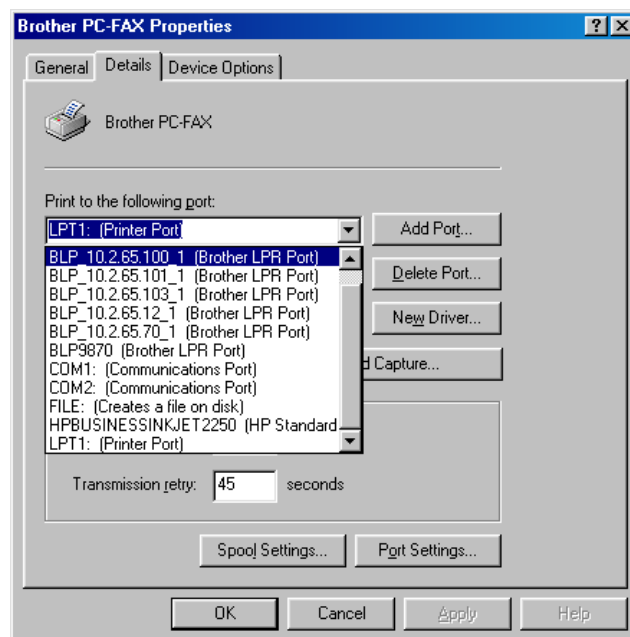 Brother PC-FAX Properties
General Details Device Options
Brother PC-FAX
Print to the following port:
LPT1: (Printer Port) Add Port...
BLP_10.2.65.100_1 (Brother LPR Port)
BLP_10.2.65.101_1 (Brother LPR Port) Delete Port...
BLP_10.2.65.103_1 (Brother LPR Port)
BLP_10.2.65.12_1 (Brother LPR Port) New Driver...
BLP_10.2.65.70_1 (Brother LPR Port)
BLP9870 (Brother LPR Port)
COM1: (Communications Port) d Capture...
COM2: (Communications Port)
FILE: (Creates a file on disk)
HPBUSINESSINKJET2250 (HP Standard
LPT1: (Printer Port)
Transmission retry: 45 seconds
Spool Settings... Port Settings...
OK Cancel Apply Help